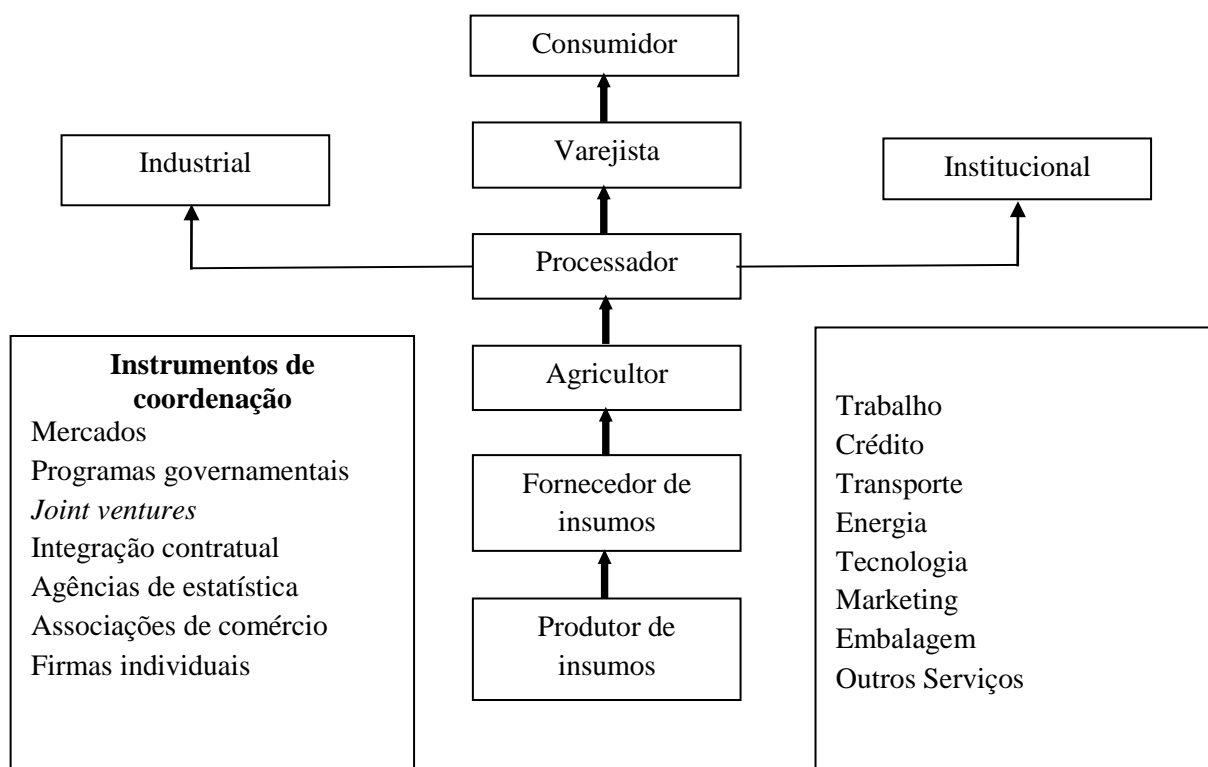 Consumidor
Varejista
Industrial
Institucional
Processador
Agricultor
Fornecedor de
insumos
Produtor de
insumos
Instrumentos de
coordenação
Mercados
Programas governamentais
Joint ventures
Integração contratual
Agências de estatística
Associações de comércio
Firmas individuais
Trabalho
Crédito
Transporte
Energia
Tecnologia
Marketing
Embalagem
Outros Serviços